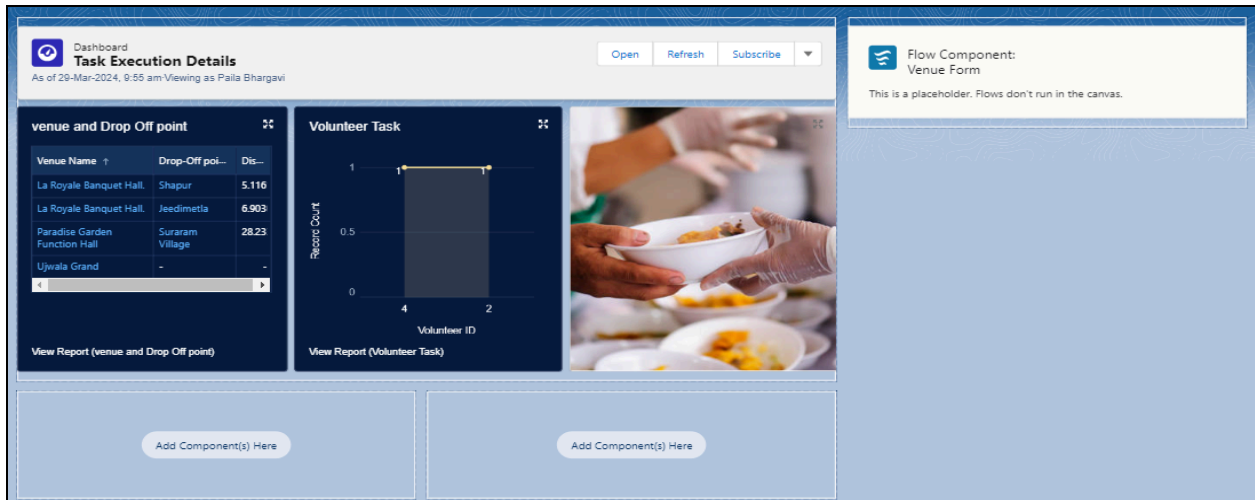 Dashboard
Task Execution Details
As of 29-Mar-2024, 9:55 am·Viewing as Paila Bhargavi
Open Refresh Subscribe
Flow Component:
Venue Form
This is a placeholder. Flows don't run in the canvas.
venue and Drop Off point
Venue Name ↑ Drop-Off poi... Dis...
La Royale Banquet Hall. Shapur 5.116
La Royale Banquet Hall. Jeedimetla 6.903
Paradise Garden Suraram 28.23
Function Hall Village
Ujwala Grand - -
View Report (venue and Drop Off point)
Volunteer Task
1
1 1
Record Count
0.5
0
4 2
Volunteer ID
View Report (Volunteer Task)
Add Component(s) Here
Add Component(s) Here